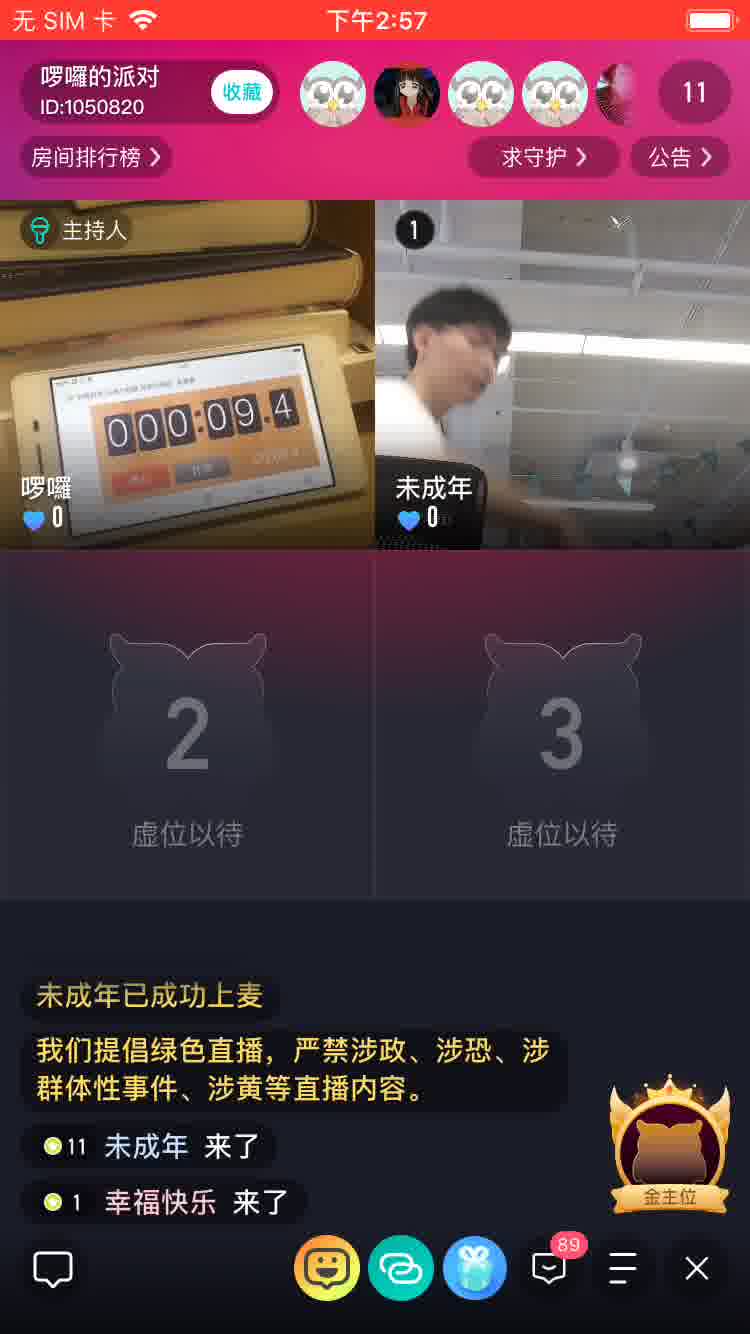 无 SIM 卡
下午2:57
啰囉的派对
ID:1050820
收藏
11
房间排行榜
求守护
公告
主持人
1
000:09.4
啰囉
0
未成年
0
2
虚位以待
3
虚位以待
未成年已成功上麦
我们提倡绿色直播，严禁涉政、涉恐、涉
群体性事件、涉黄等直播内容。
11 未成年 来了
1 幸福快乐 来了
金主位
89